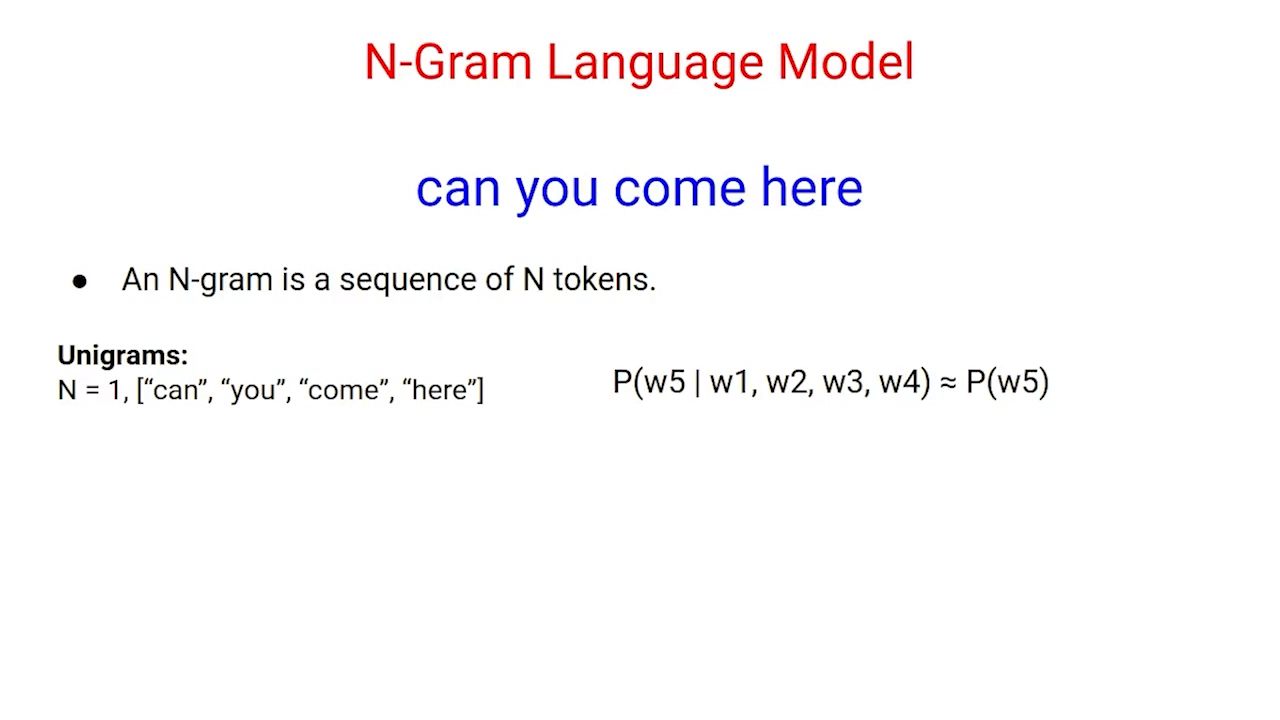 N-Gram Language Model
can you come here
● An N-gram is a sequence of N tokens.
Unigrams:
N = 1, [“can”, “you”, “come”, “here”]
P(w5 | w1, w2, w3, w4) ≈ P(w5)